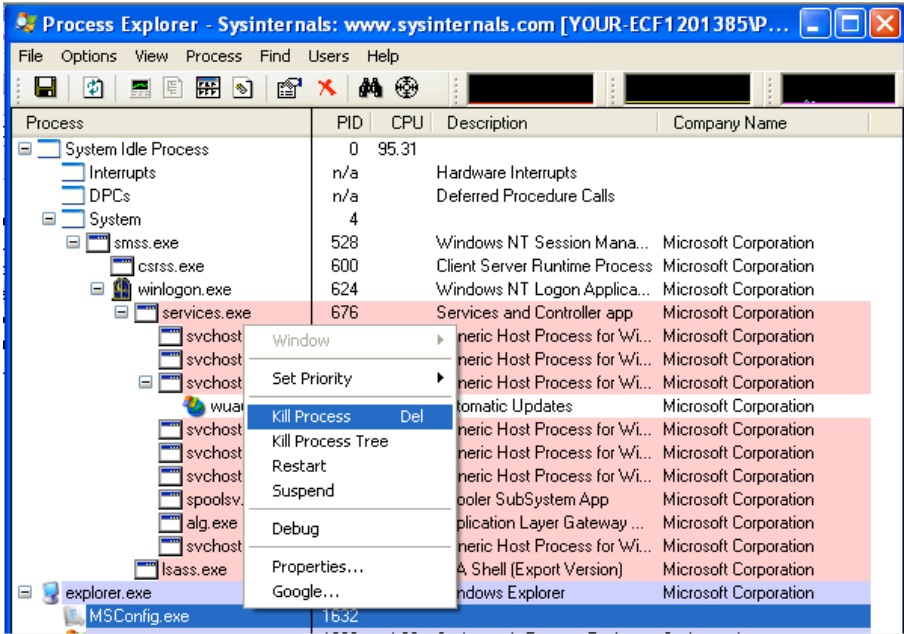 Process Explorer - Sysinternals: www.sysinternals.com [YOUR-ECF1201385\P...
File Options View Process Find Users Help
Process PID CPU Description Company Name
System Idle Process 0 95.31
Interrupts n/a Hardware Interrupts
DPCs n/a Deferred Procedure Calls
System 4
smss.exe 528 Windows NT Session Mana... Microsoft Corporation
csrss.exe 600 Client Server Runtime Process Microsoft Corporation
winlogon.exe 624 Windows NT Logon Applica... Microsoft Corporation
services.exe 676 Services and Controller app Microsoft Corporation
svchost neric Host Process for Wi... Microsoft Corporation
svchost neric Host Process for Wi... Microsoft Corporation
svchost neric Host Process for Wi... Microsoft Corporation
wuau tomatic Updates Microsoft Corporation
svchost neric Host Process for Wi... Microsoft Corporation
svchost neric Host Process for Wi... Microsoft Corporation
svchost neric Host Process for Wi... Microsoft Corporation
spoolsv. ooler SubSystem App Microsoft Corporation
alg.exe plication Layer Gateway ... Microsoft Corporation
svchost neric Host Process for Wi... Microsoft Corporation
lsass.exe A Shell (Export Version) Microsoft Corporation
explorer.exe ndows Explorer Microsoft Corporation
MSConfig.exe 1632
Window
Set Priority
Kill Process Del
Kill Process Tree
Restart
Suspend
Debug
Properties...
Google...